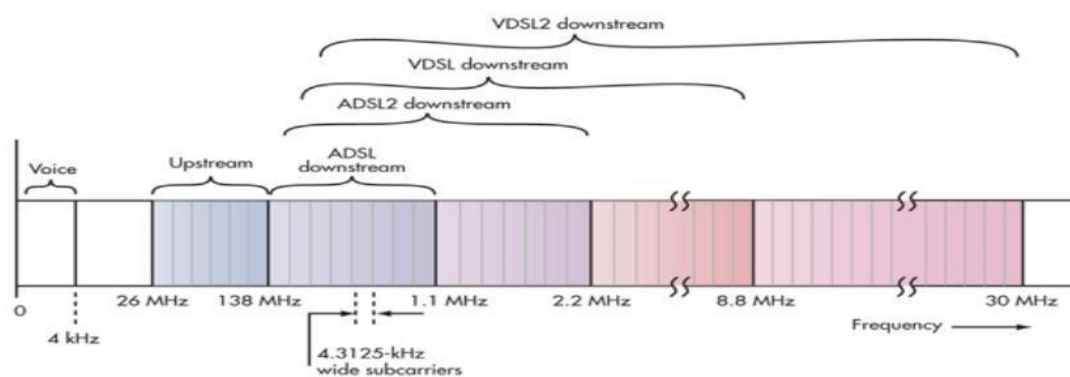 VDSL2 downstream
VDSL downstream
ADSL2 downstream
Voice
Upstream
ADSL
downstream
0
4 kHz
26 MHz
138 MHz
1.1 MHz
2.2 MHz
8.8 MHz
30 MHz
Frequency
4.3125-kHz
wide subcarriers